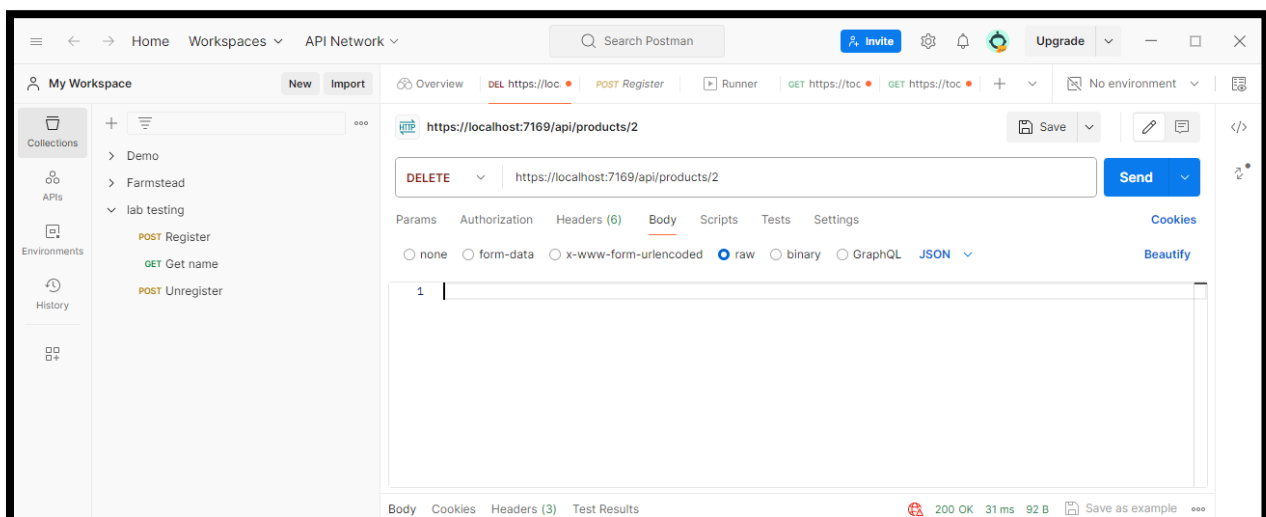 Home Workspaces API Network Search Postman Invite Upgrade
My Workspace New Import Overview DEL https://loc. POST Register Runner GET https://toc GET https://toc No environment
Collections
HTTP https://localhost:7169/api/products/2 Save
Demo
Farmstead
lab testing
POST Register
GET Get name
POST Unregister
APIs
Environments
History
DELETE https://localhost:7169/api/products/2 Send
Params Authorization Headers (6) Body Scripts Tests Settings Cookies
none form-data x-www-form-urlencoded raw binary GraphQL JSON Beautify
1
Body Cookies Headers (3) Test Results 200 OK 31 ms 92 B Save as example